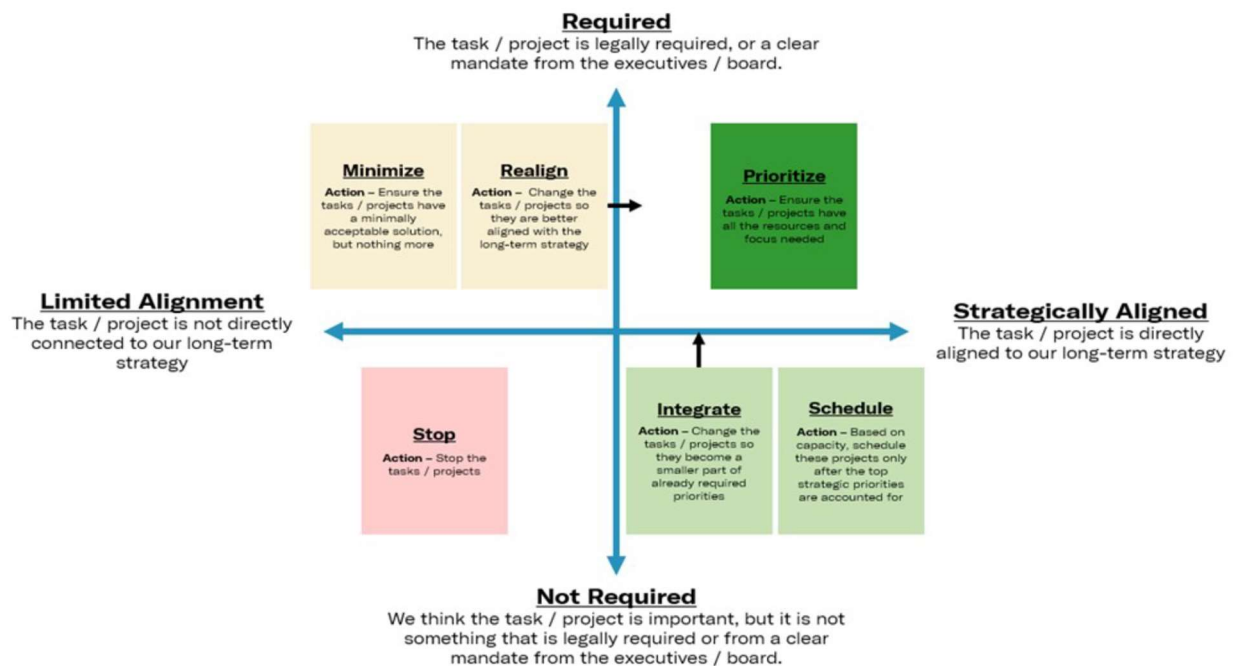 Required
The task / project is legally required, or a clear
mandate from the executives / board.
Minimize
Action – Ensure the
tasks / projects have
a minimally
acceptable solution,
but nothing more
Realign
Action – Change the
tasks / projects so
they are better
aligned with the
long-term strategy
Prioritize
Action – Ensure the
tasks / projects have
all the resources and
focus needed
Limited Alignment
The task / project is not directly
connected to our long-term
strategy
Strategically Aligned
The task / project is directly
aligned to our long-term strategy
Stop
Action – Stop the
tasks / projects
Integrate
Action – Change the
tasks / projects so
they become a
smaller part of
already required
priorities
Schedule
Action – Based on
capacity, schedule
these projects only
after the top
strategic priorities
are accounted for
Not Required
We think the task / project is important, but it is not
something that is legally required or from a clear
mandate from the executives / board.